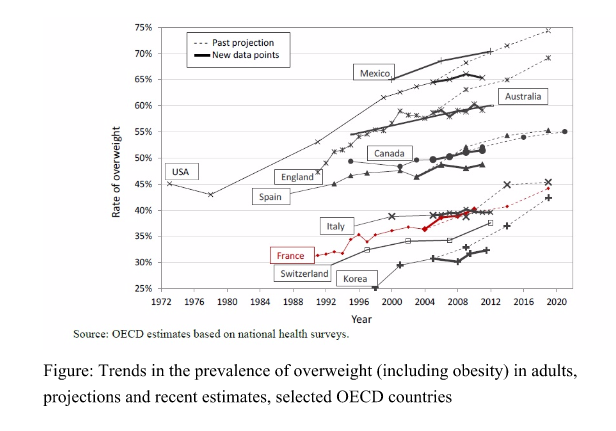 75%
70%
65%
60%
55%
50%
45%
40%
35%
30%
25%
Rate of overweight
Past projection
New data points
Mexico
Australia
Canada
USA
England
Spain
Italy
France
Switzerland
Korea
1972 1976 1980 1984 1988 1992 1996 2000 2004 2008 2012 2016 2020
Year
Source: OECD estimates based on national health surveys.
Figure: Trends in the prevalence of overweight (including obesity) in adults,
projections and recent estimates, selected OECD countries